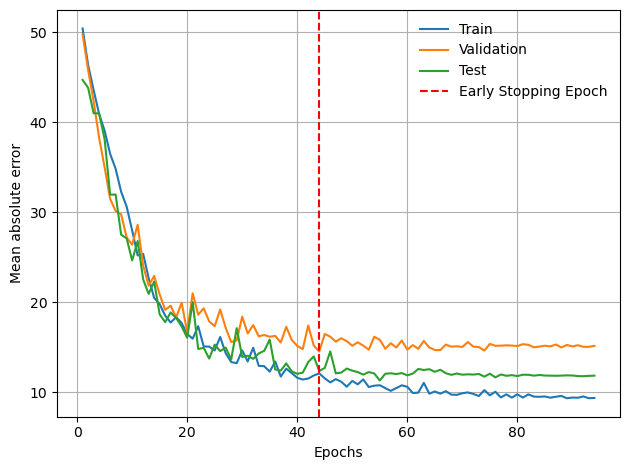 Train
Validation
Test
Early Stopping Epoch
50
40
30
20
10
Mean absolute error
0
20
40
60
80
Epochs